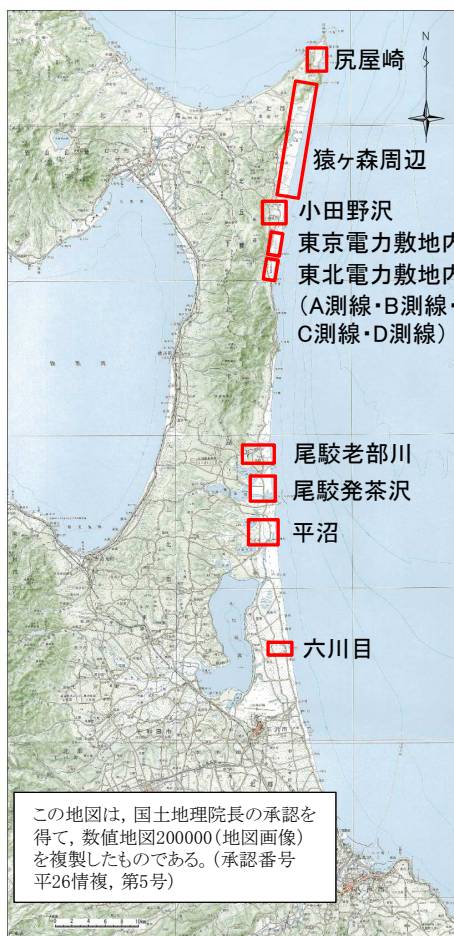 N
尻屋崎
猿ヶ森周辺
小田野沢
東京電力敷地内
東北電力敷地内
(A測線・B測線・
C測線・D測線)
尾駮老部川
尾駮発茶沢
平沼
六川目
この地図は，国土地理院長の承認を
得て，数値地図200000(地図画像)
を複製したものである。(承認番号
平26情複，第5号)